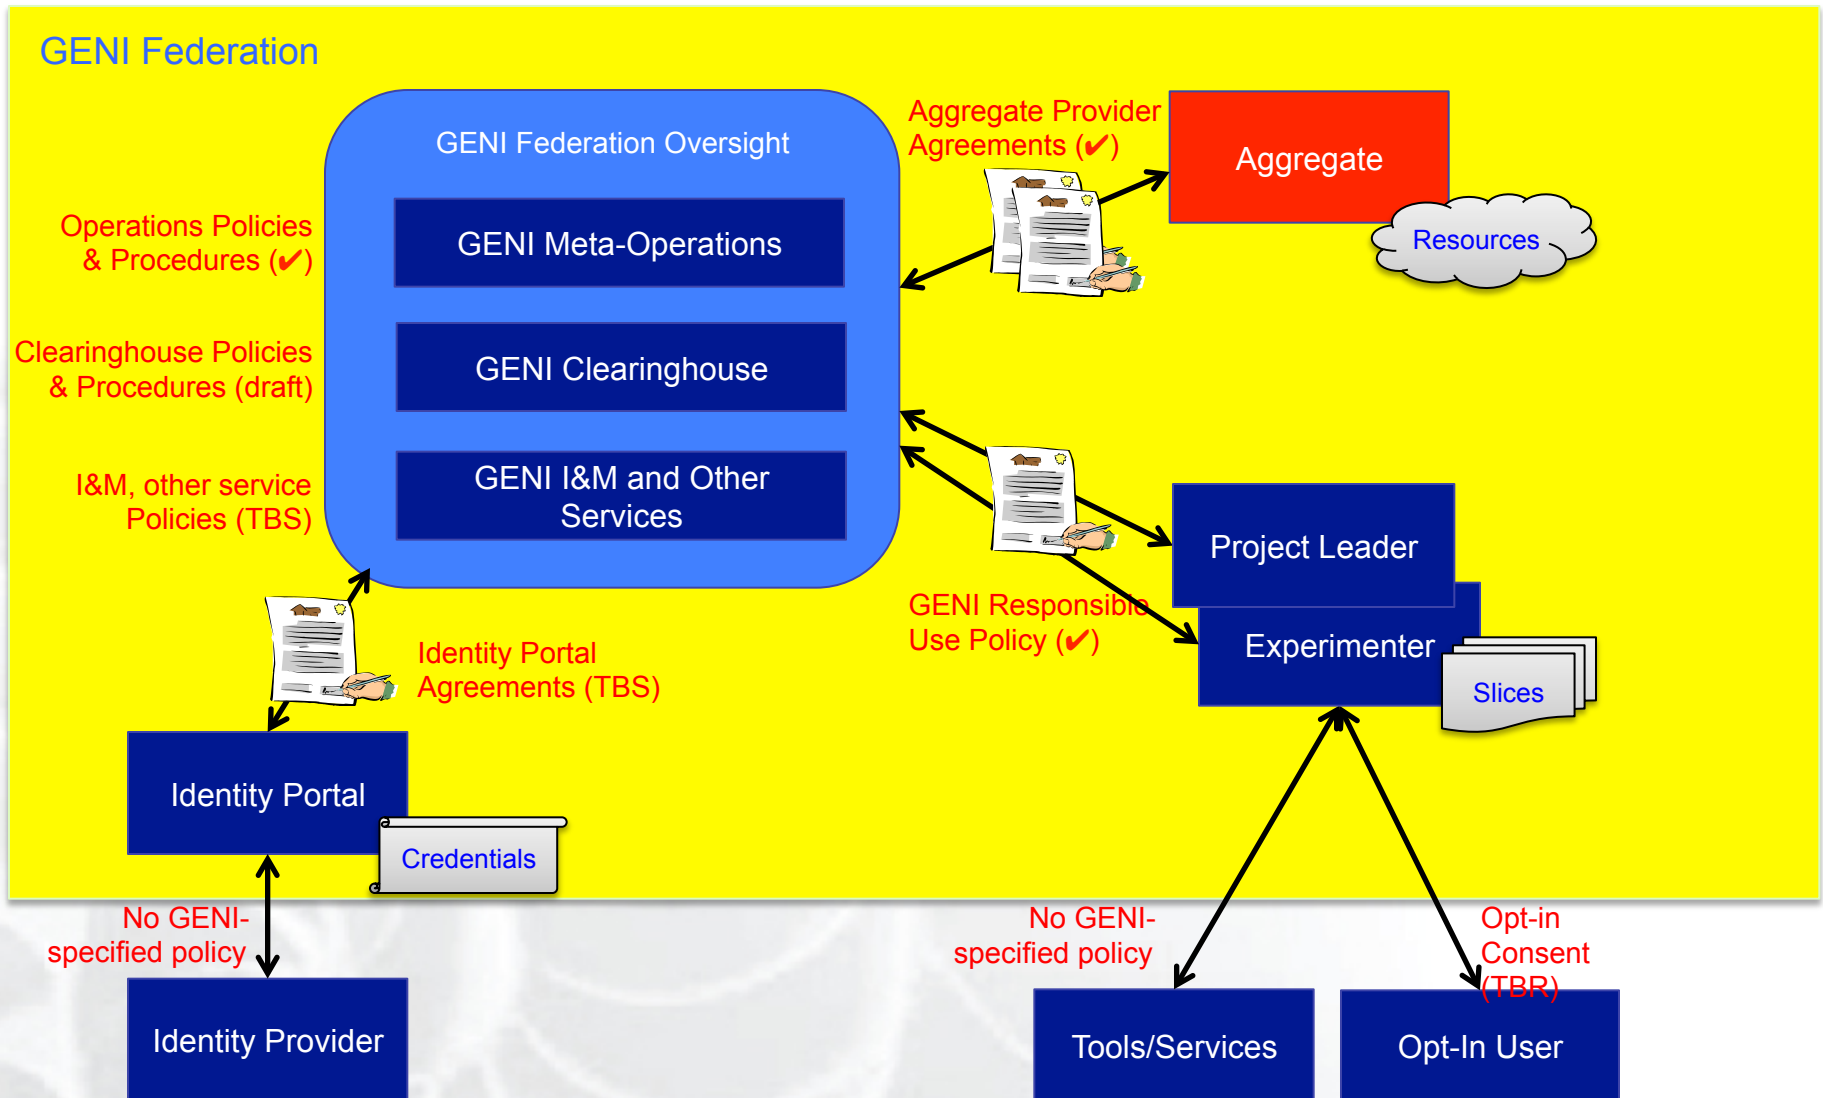 GENI Federation
GENI Federation Oversight
Operations Policies
& Procedures (✔)
GENI Meta-Operations
Clearinghouse Policies
& Procedures (draft)
GENI Clearinghouse
I&M, other service
Policies (TBS)
GENI I&M and Other
Services
Aggregate Provider
Agreements (✔)
Aggregate
Resources
Project Leader
GENI Responsible
Use Policy (✔)
Experimenter
Slices
Identity Portal
Agreements (TBS)
Identity Portal
Credentials
No GENI-
specified policy
Identity Provider
No GENI-
specified policy
Tools/Services
Opt-in
Consent
(TBR)
Opt-In User